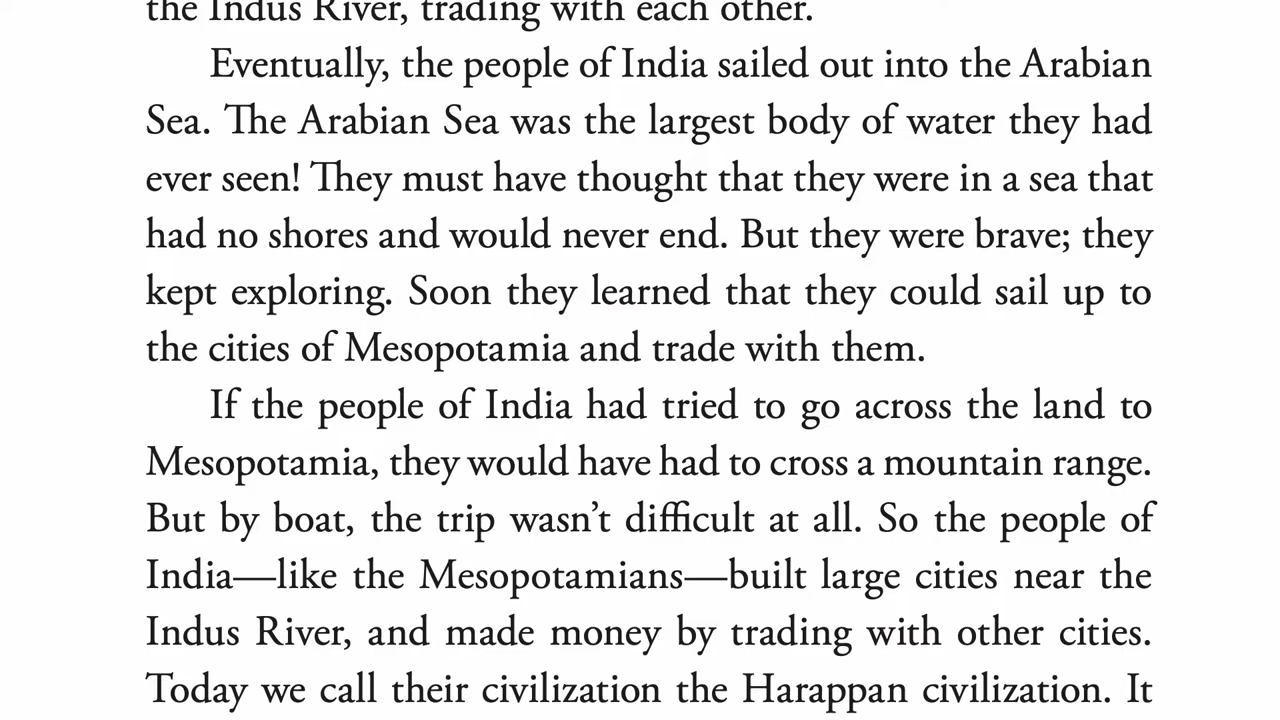 the Indus River, trading with each other.
Eventually, the people of India sailed out into the Arabian
Sea. The Arabian Sea was the largest body of water they had
ever seen! They must have thought that they were in a sea that
had no shores and would never end. But they were brave; they
kept exploring. Soon they learned that they could sail up to
the cities of Mesopotamia and trade with them.
If the people of India had tried to go across the land to
Mesopotamia, they would have had to cross a mountain range.
But by boat, the trip wasn’t difficult at all. So the people of
India—like the Mesopotamians—built large cities near the
Indus River, and made money by trading with other cities.
Today we call their civilization the Harappan civilization. It